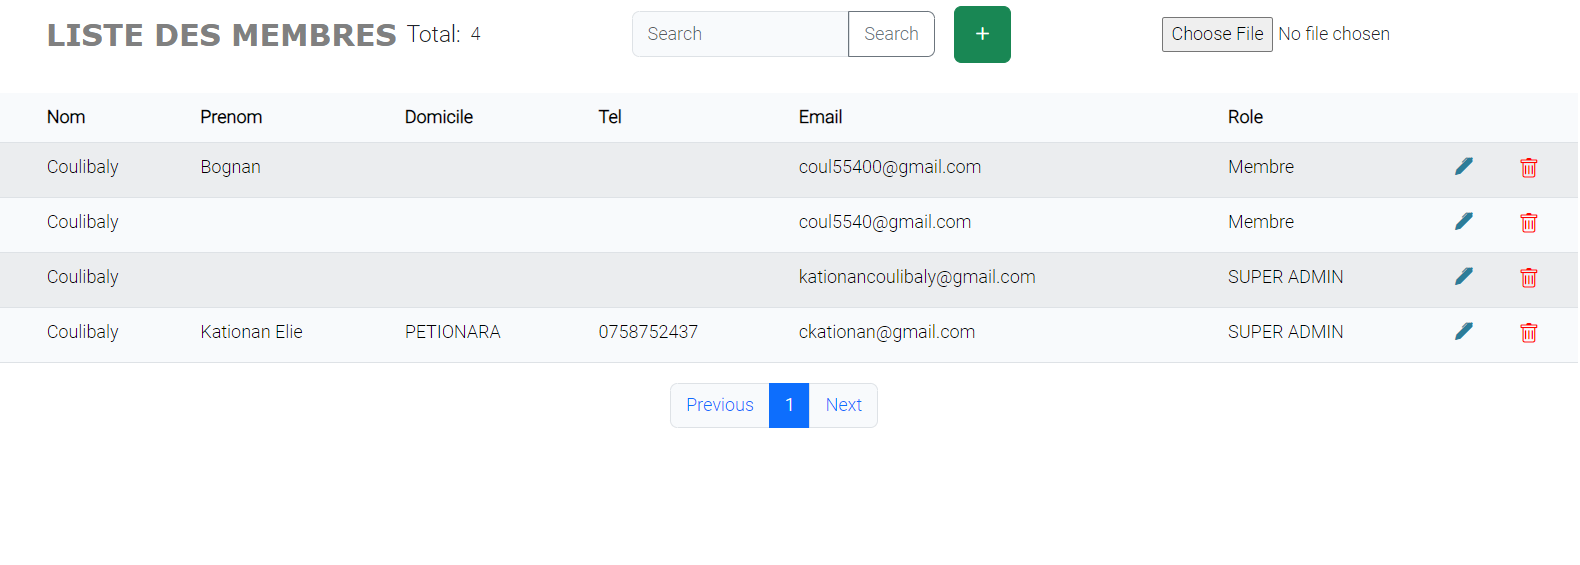 LISTE DES MEMBRES Total: 4 Search Search + Choose File No file chosen
Nom Prenom Domicile Tel Email Role
Coulibaly Bognan coul55400@gmail.com Membre
Coulibaly coul5540@gmail.com Membre
Coulibaly kationancoulibaly@gmail.com SUPER ADMIN
Coulibaly Kationan Elie PETIONARA 0758752437 ckationan@gmail.com SUPER ADMIN
Previous 1 Next